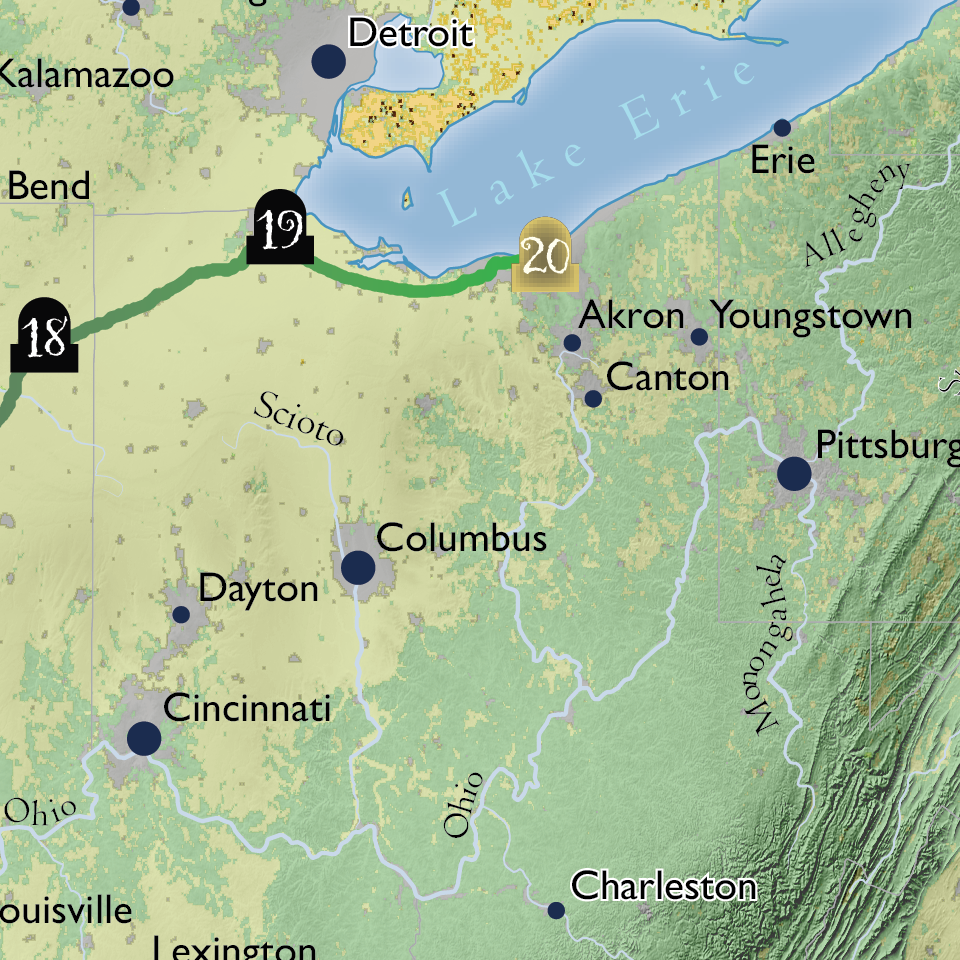 Detroit
Kalamazoo
Lake Erie
Erie
Bend
Allegheny
19
20
18
Akron
Youngstown
Canton
Scioto
Pittsburg
Columbus
Dayton
Monongahela
Cincinnati
Ohio
Ohio
Charleston
ouisville
Lexington